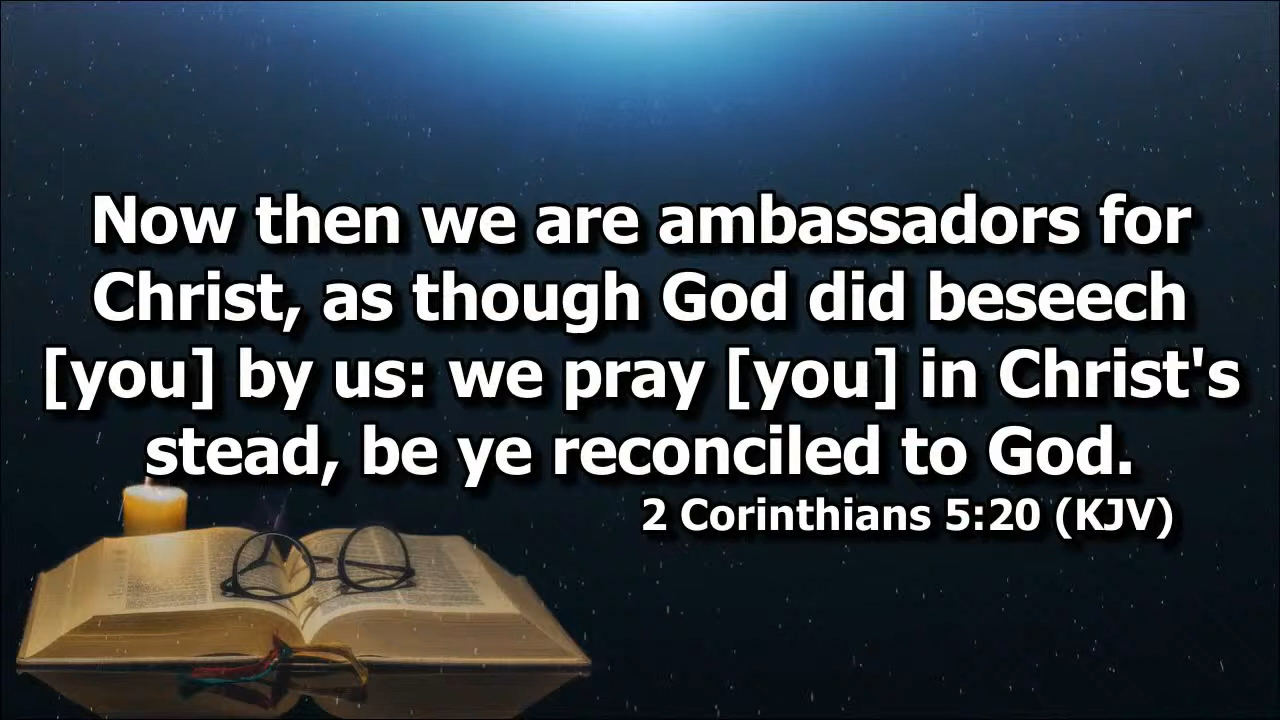 Now then we are ambassadors for
Christ, as though God did beseech
[you] by us: we pray [you] in Christ's
stead, be ye reconciled to God.
2 Corinthians 5:20 (KJV)